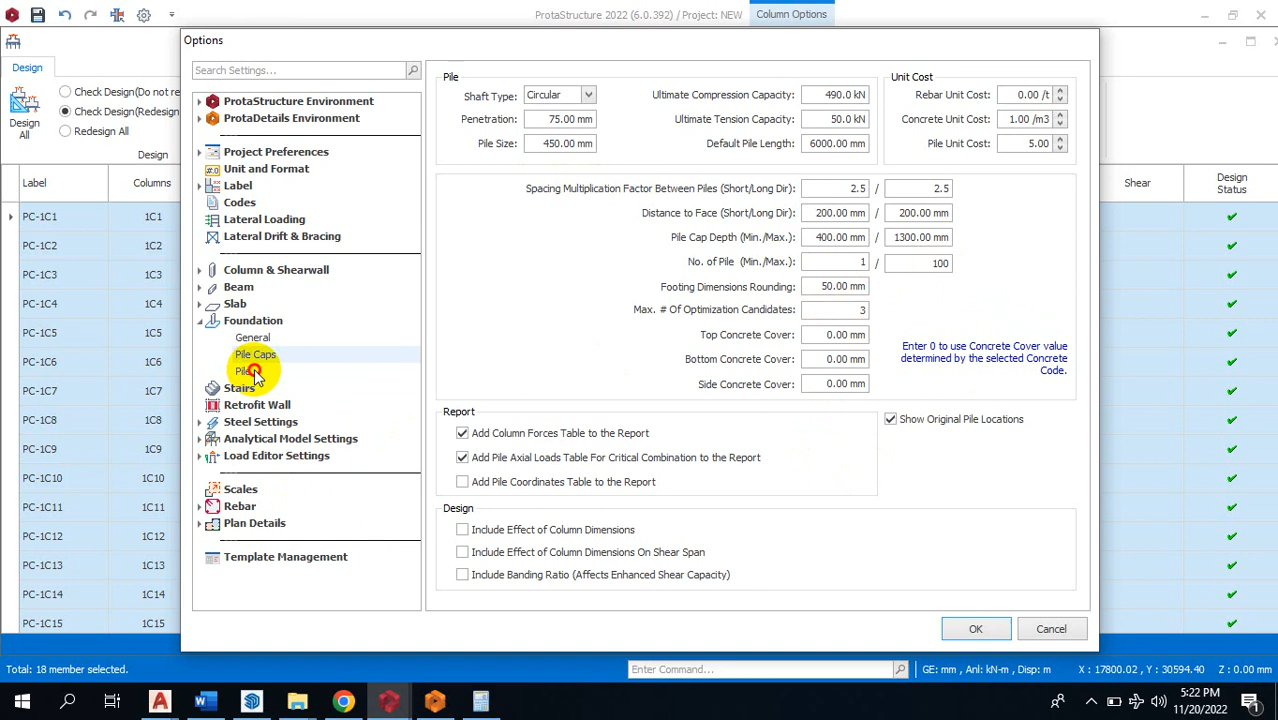 ProtaStructure 2022 (6.0.392) / Project: NEW
Column Options
Options
Design
Check Design(Do not re
Check Design(Redesign
Redesign All
Design
All
Design
Search Settings...
ProtaStructure Environment
ProtaDetails Environment
Project Preferences
Unit and Format
Label
Codes
Lateral Loading
Lateral Drift & Bracing
Column & Shearwall
Beam
Slab
Foundation
General
Pile Caps
Stairs
Retrofit Wall
Steel Settings
Analytical Model Settings
Load Editor Settings
Scales
Rebar
Plan Details
Template Management
Pile
Shaft Type: Circular
Penetration: 75.00 mm
Pile Size: 450.00 mm
Ultimate Compression Capacity: 490.0 kN
Ultimate Tension Capacity: 50.0 kN
Default Pile Length: 6000.00 mm
Unit Cost
Rebar Unit Cost: 0.00 /t
Concrete Unit Cost: 1.00 /m3
Pile Unit Cost: 5.00
Spacing Multiplication Factor Between Piles (Short/Long Dir): 2.5 / 2.5
Distance to Face (Short/Long Dir): 200.00 mm / 200.00 mm
Pile Cap Depth (Min./Max.): 400.00 mm / 1300.00 mm
No. of Pile (Min./Max.): 1 / 100
Footing Dimensions Rounding: 50.00 mm
Max. # Of Optimization Candidates: 3
Top Concrete Cover: 0.00 mm
Bottom Concrete Cover: 0.00 mm
Side Concrete Cover: 0.00 mm
Enter 0 to use Concrete Cover value
determined by the selected Concrete
Code.
Report
Add Column Forces Table to the Report
Add Pile Axial Loads Table For Critical Combination to the Report
Add Pile Coordinates Table to the Report
Show Original Pile Locations
Design
Include Effect of Column Dimensions
Include Effect of Column Dimensions On Shear Span
Include Banding Ratio (Affects Enhanced Shear Capacity)
OK
Cancel
Label Columns
PC-1C1 1C1
PC-1C2 1C2
PC-1C3 1C3
PC-1C4 1C4
PC-1C5 1C5
PC-1C6 1C6
PC-1C7 1C7
PC-1C8 1C8
PC-1C9 1C9
PC-1C10 1C10
PC-1C11 1C11
PC-1C12 1C12
PC-1C13 1C13
PC-1C14 1C14
PC-1C15 1C15
Shear
Design
Status
Total: 18 member selected.
Enter Command...
GE: mm, Anl: kN-m, Disp: m
X : 17800.02 , Y : 30594.40
Z : 0.00 mm
5:22 PM
11/20/2022